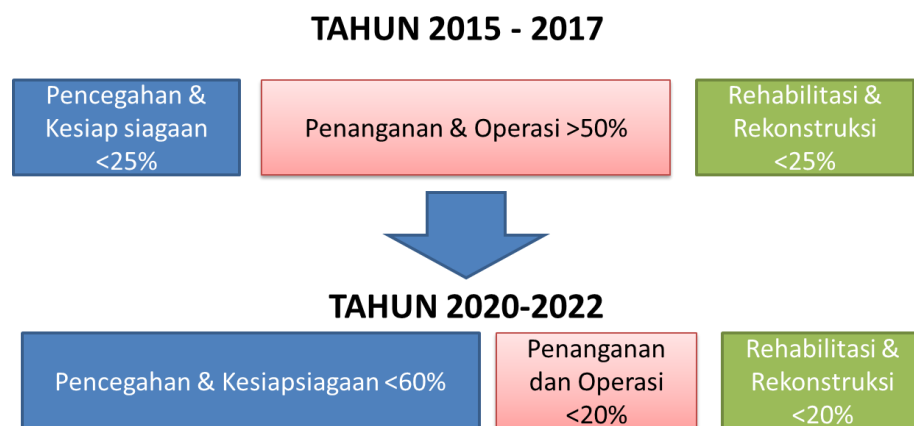 TAHUN 2015 - 2017
Pencegahan &
Kesiap siagaan
<25%
Penanganan & Operasi >50%
Rehabilitasi &
Rekonstruksi
<25%
TAHUN 2020-2022
Pencegahan & Kesiapsiagaan <60%
Penanganan
dan Operasi
<20%
Rehabilitasi &
Rekonstruksi
<20%